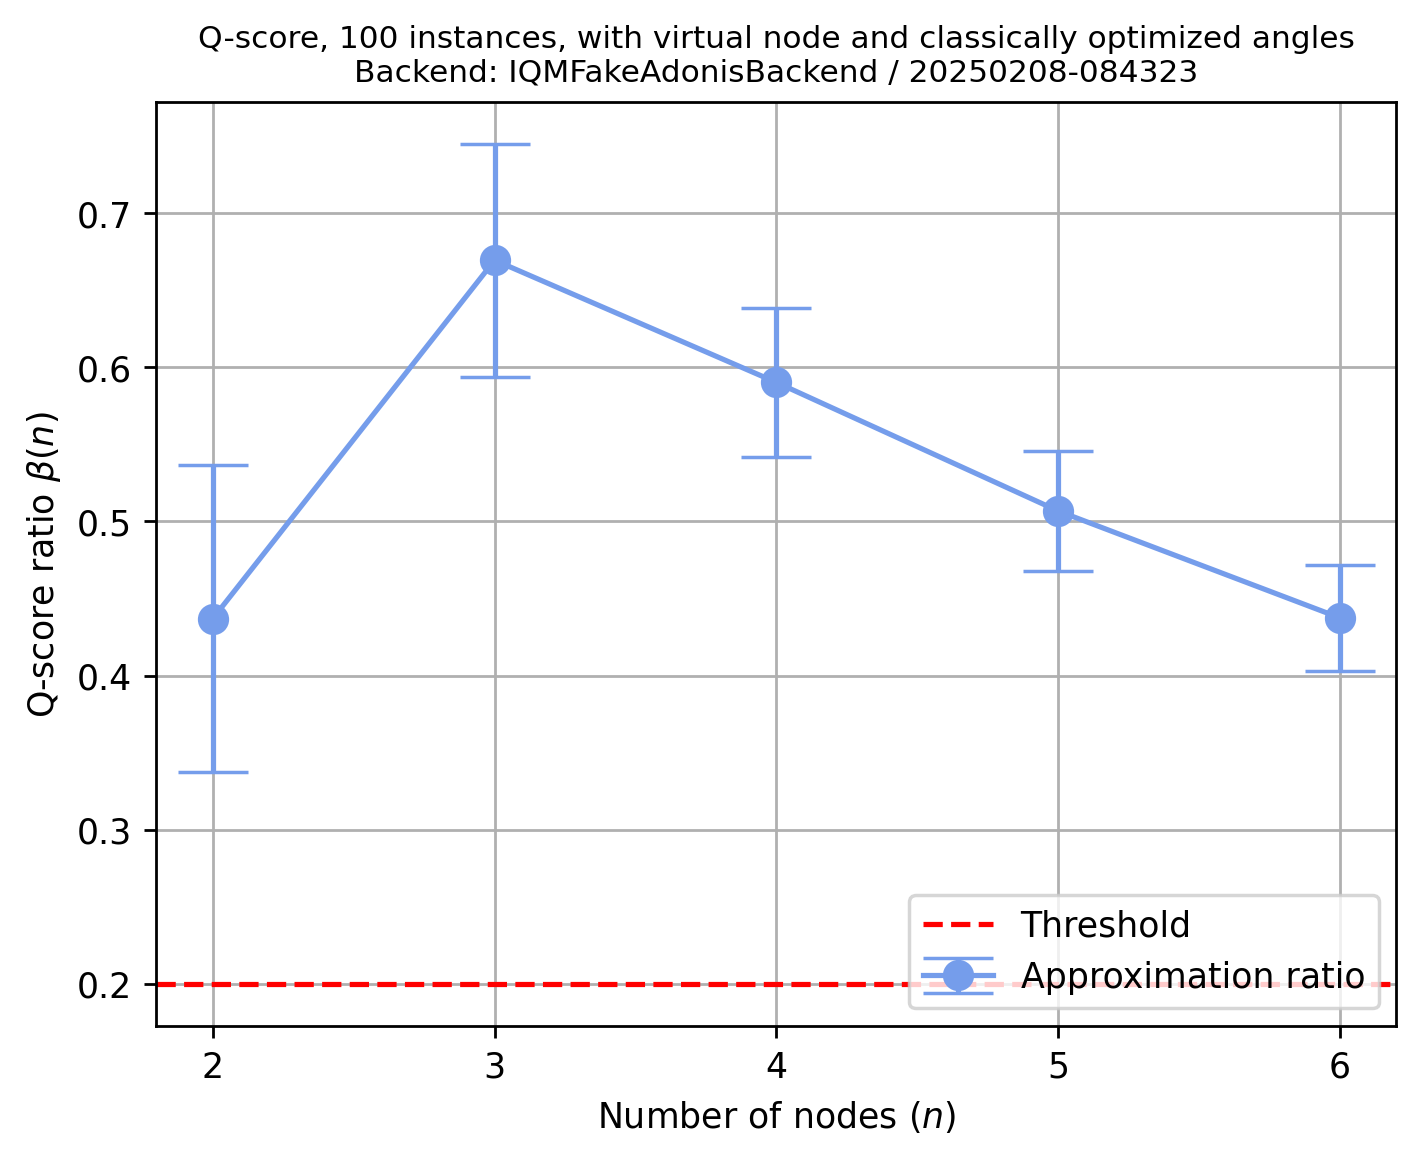 Q-score, 100 instances, with virtual node and classically optimized angles
Backend: IQMFakeAdonisBackend / 20250208-084323
Q-score ratio β(n)
0.7
0.6
0.5
0.4
0.3
0.2
Threshold
Approximation ratio
2 3 4 5 6
Number of nodes (n)